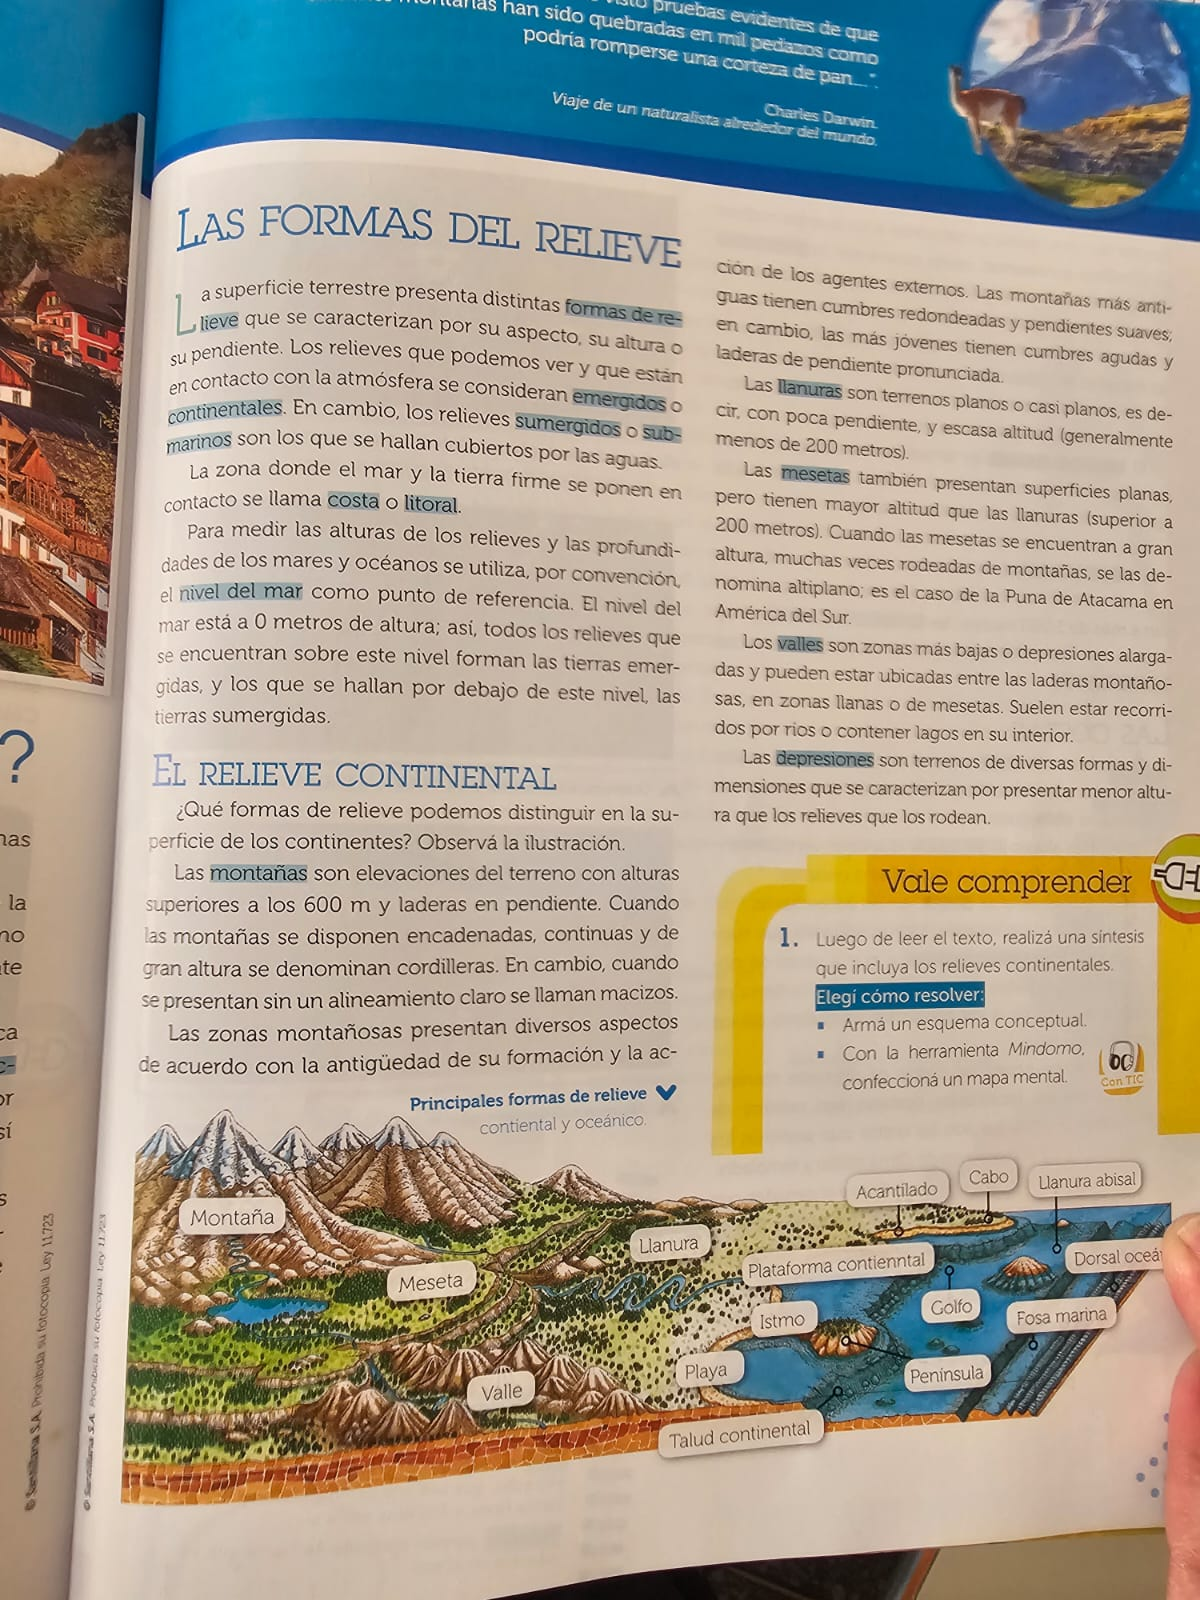 pruebas evidentes de que
montañas han sido quebradas en mil pedazos como
podría romperse una corteza de pan...".
Charles Darwin.
Viaje de un naturalista alrededor del mundo.
LAS FORMAS DEL RELIEVE
La superficie terrestre presenta distintas formas de re-
lieve que se caracterizan por su aspecto, su altura o
su pendiente. Los relieves que podemos ver y que están
en contacto con la atmósfera se consideran emergidos o
continentales. En cambio, los relieves sumergidos o sub-
marinos son los que se hallan cubiertos por las aguas.
La zona donde el mar y la tierra firme se ponen en
contacto se llama costa o litoral.
Para medir las alturas de los relieves y las profundi-
dades de los mares y océanos se utiliza, por convención,
el nivel del mar como punto de referencia. El nivel del
mar está a 0 metros de altura; así, todos los relieves que
se encuentran sobre este nivel forman las tierras emer-
gidas, y los que se hallan por debajo de este nivel, las
tierras sumergidas.
EL RELIEVE CONTINENTAL
¿Qué formas de relieve podemos distinguir en la su-
perficie de los continentes? Observá la ilustración.
Las montañas son elevaciones del terreno con alturas
superiores a los 600 m y laderas en pendiente. Cuando
las montañas se disponen encadenadas, continuas y de
gran altura se denominan cordilleras. En cambio, cuando
se presentan sin un alineamiento claro se llaman macizos.
Las zonas montañosas presentan diversos aspectos
de acuerdo con la antigüedad de su formación y la ac-
ción de los agentes externos. Las montañas más anti-
guas tienen cumbres redondeadas y pendientes suaves;
en cambio, las más jóvenes tienen cumbres agudas y
laderas de pendiente pronunciada.
Las llanuras son terrenos planos o casi planos, es de-
cir, con poca pendiente, y escasa altitud (generalmente
menos de 200 metros).
Las mesetas también presentan superficies planas,
pero tienen mayor altitud que las llanuras (superior a
200 metros). Cuando las mesetas se encuentran a gran
altura, muchas veces rodeadas de montañas, se las de-
nomina altiplano; es el caso de la Puna de Atacama en
América del Sur.
Los valles son zonas más bajas o depresiones alarga-
das y pueden estar ubicadas entre las laderas montaño-
sas, en zonas llanas o de mesetas. Suelen estar recorri-
dos por ríos o contener lagos en su interior.
Las depresiones son terrenos de diversas formas y di-
mensiones que se caracterizan por presentar menor altu-
ra que los relieves que los rodean.
Vale comprender
1. Luego de leer el texto, realizá una síntesis
que incluya los relieves continentales.
Elegí cómo resolver:
▪ Armá un esquema conceptual.
▪ Con la herramienta Mindomo,
confeccioná un mapa mental.
Con TIC
Principales formas de relieve
contiental y oceánico.
Montaña
Meseta
Valle
Llanura
Acantilado
Cabo
Llanura abisal
Plataforma contienntal
Dorsal oceá
Istmo
Golfo
Fosa marina
Playa
Península
Talud continental
© Santillana S.A. Prohibida su fotocopia. Ley 11.723
© Santillana S.A. Prohibida su fotocopia. Ley 11.723
?
la